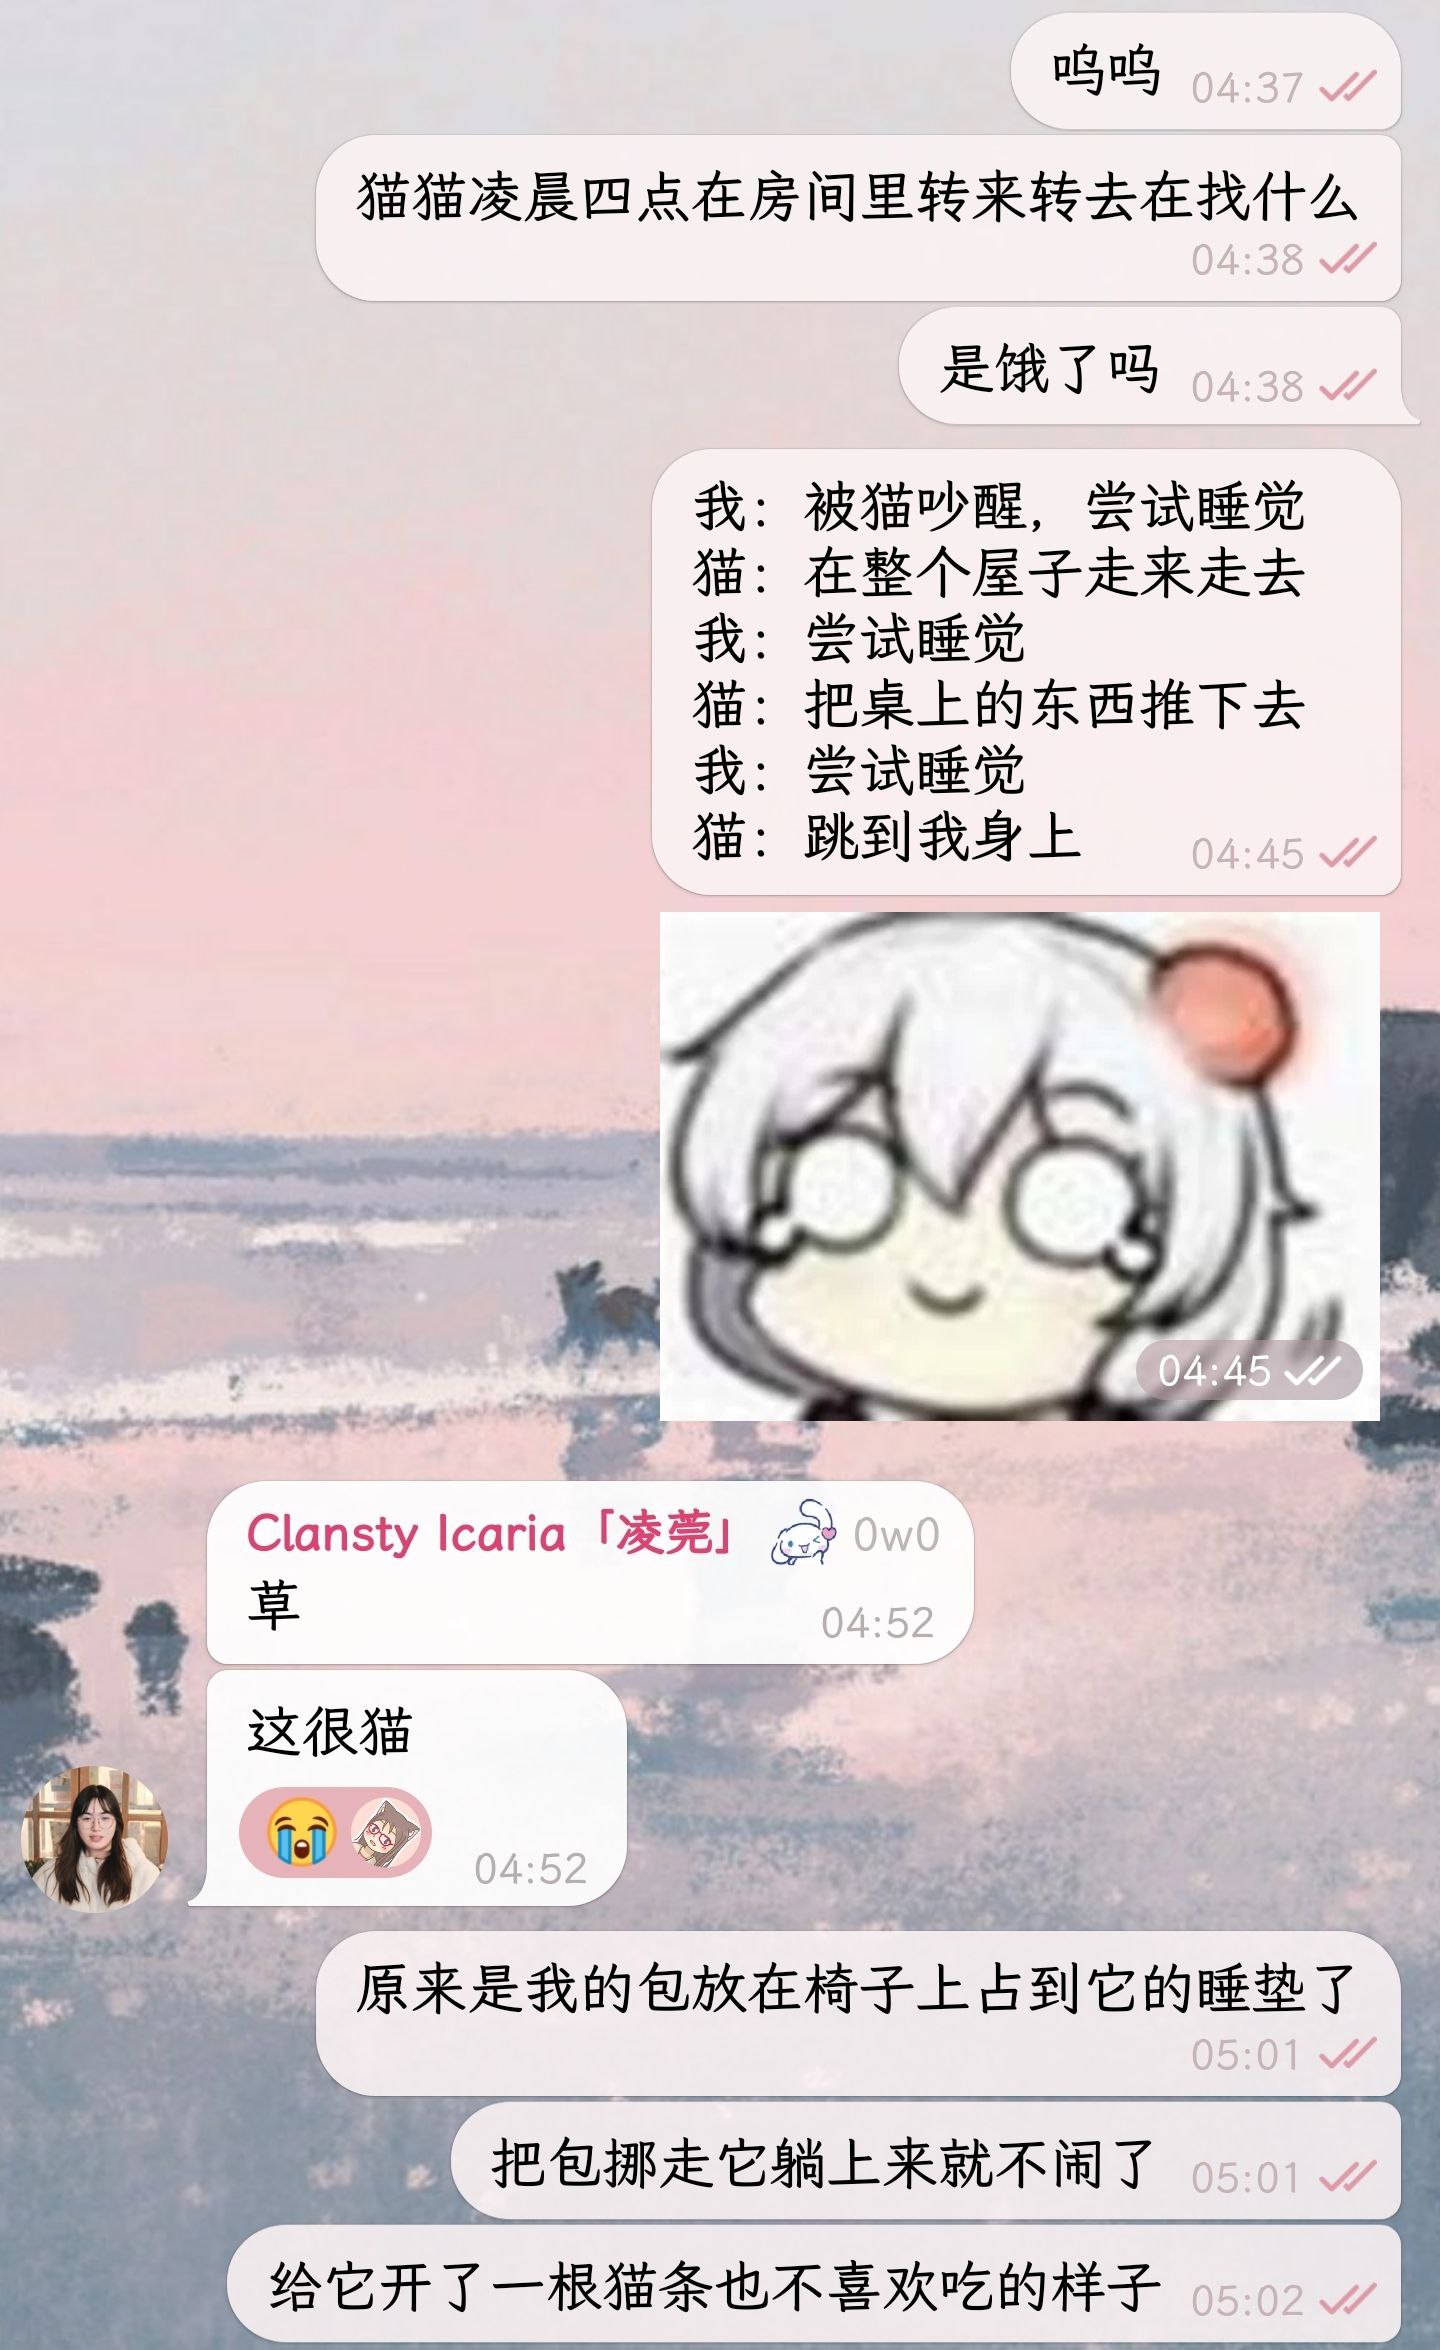 呜呜 04:37
猫猫凌晨四点在房间里转来转去在找什么
04:38
是饿了吗 04:38
我：被猫吵醒，尝试睡觉
猫：在整个屋子走来走去
我：尝试睡觉
猫：把桌上的东西推下去
我：尝试睡觉
猫：跳到我身上 04:45
04:45
Clansty Icaria「凌莞」 0w0
草 04:52
这很猫
04:52
原来是我的包放在椅子上占到它的睡垫了
05:01
把包挪走它躺上来就不闹了 05:01
给它开了一根猫条也不喜欢吃的样子 05:02